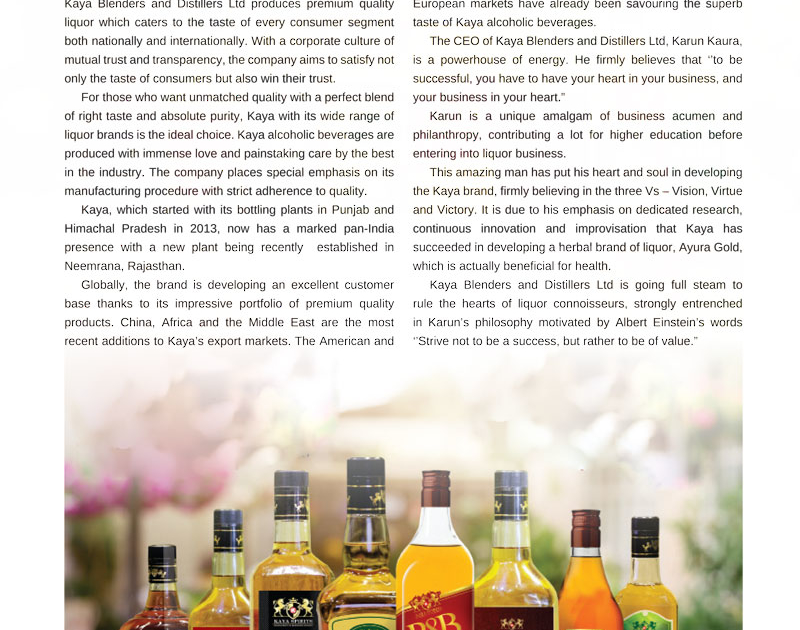 Kaya Blenders and Distillers Ltd produces premium quality
liquor which caters to the taste of every consumer segment
both nationally and internationally. With a corporate culture of
mutual trust and transparency, the company aims to satisfy not
only the taste of consumers but also win their trust.
For those who want unmatched quality with a perfect blend
of right taste and absolute purity, Kaya with its wide range of
liquor brands is the ideal choice. Kaya alcoholic beverages are
produced with immense love and painstaking care by the best
in the industry. The company places special emphasis on its
manufacturing procedure with strict adherence to quality.
Kaya, which started with its bottling plants in Punjab and
Himachal Pradesh in 2013, now has a marked pan-India
presence with a new plant being recently established in
Neemrana, Rajasthan.
Globally, the brand is developing an excellent customer
base thanks to its impressive portfolio of premium quality
products. China, Africa and the Middle East are the most
recent additions to Kaya’s export markets. The American and
European markets have already been savouring the superb
taste of Kaya alcoholic beverages.
The CEO of Kaya Blenders and Distillers Ltd, Karun Kaura,
is a powerhouse of energy. He firmly believes that ‘'to be
successful, you have to have your heart in your business, and
your business in your heart.”
Karun is a unique amalgam of business acumen and
philanthropy, contributing a lot for higher education before
entering into liquor business.
This amazing man has put his heart and soul in developing
the Kaya brand, firmly believing in the three Vs – Vision, Virtue
and Victory. It is due to his emphasis on dedicated research,
continuous innovation and improvisation that Kaya has
succeeded in developing a herbal brand of liquor, Ayura Gold,
which is actually beneficial for health.
Kaya Blenders and Distillers Ltd is going full steam to
rule the hearts of liquor connoisseurs, strongly entrenched
in Karun’s philosophy motivated by Albert Einstein’s words
‘'Strive not to be a success, but rather to be of value.”
KAYA SPIRITS
R&B